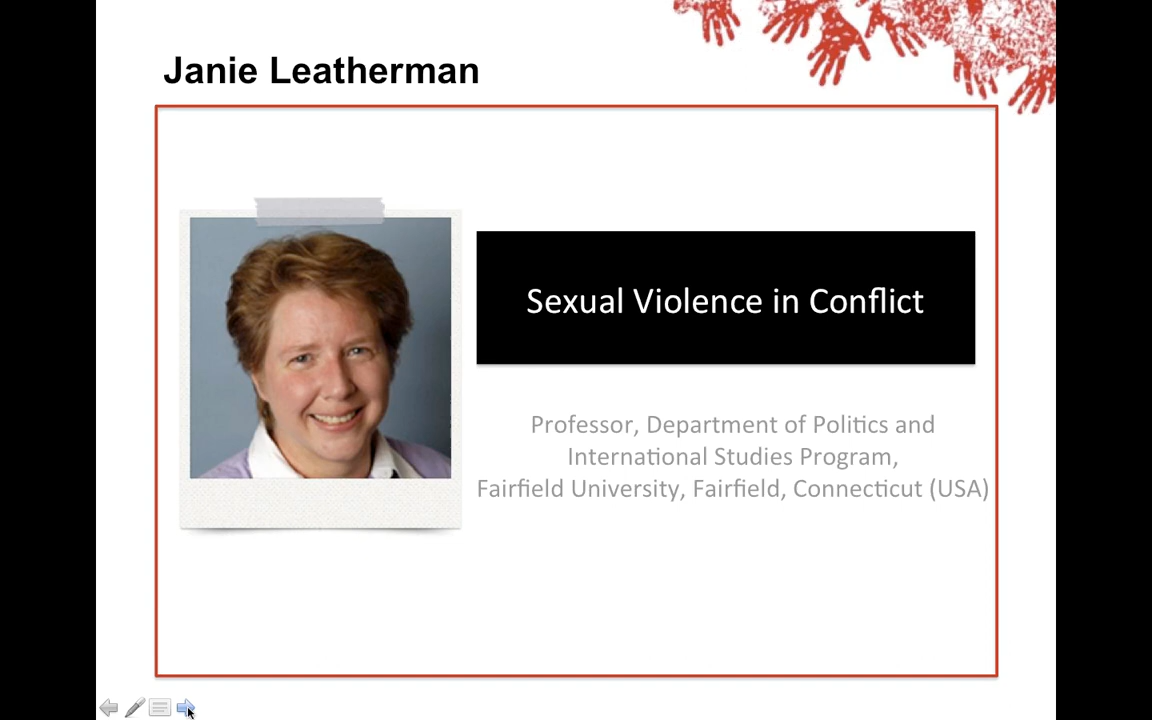 Janie Leatherman
Sexual Violence in Conflict
Professor, Department of Politics and
International Studies Program,
Fairfield University, Fairfield, Connecticut (USA)